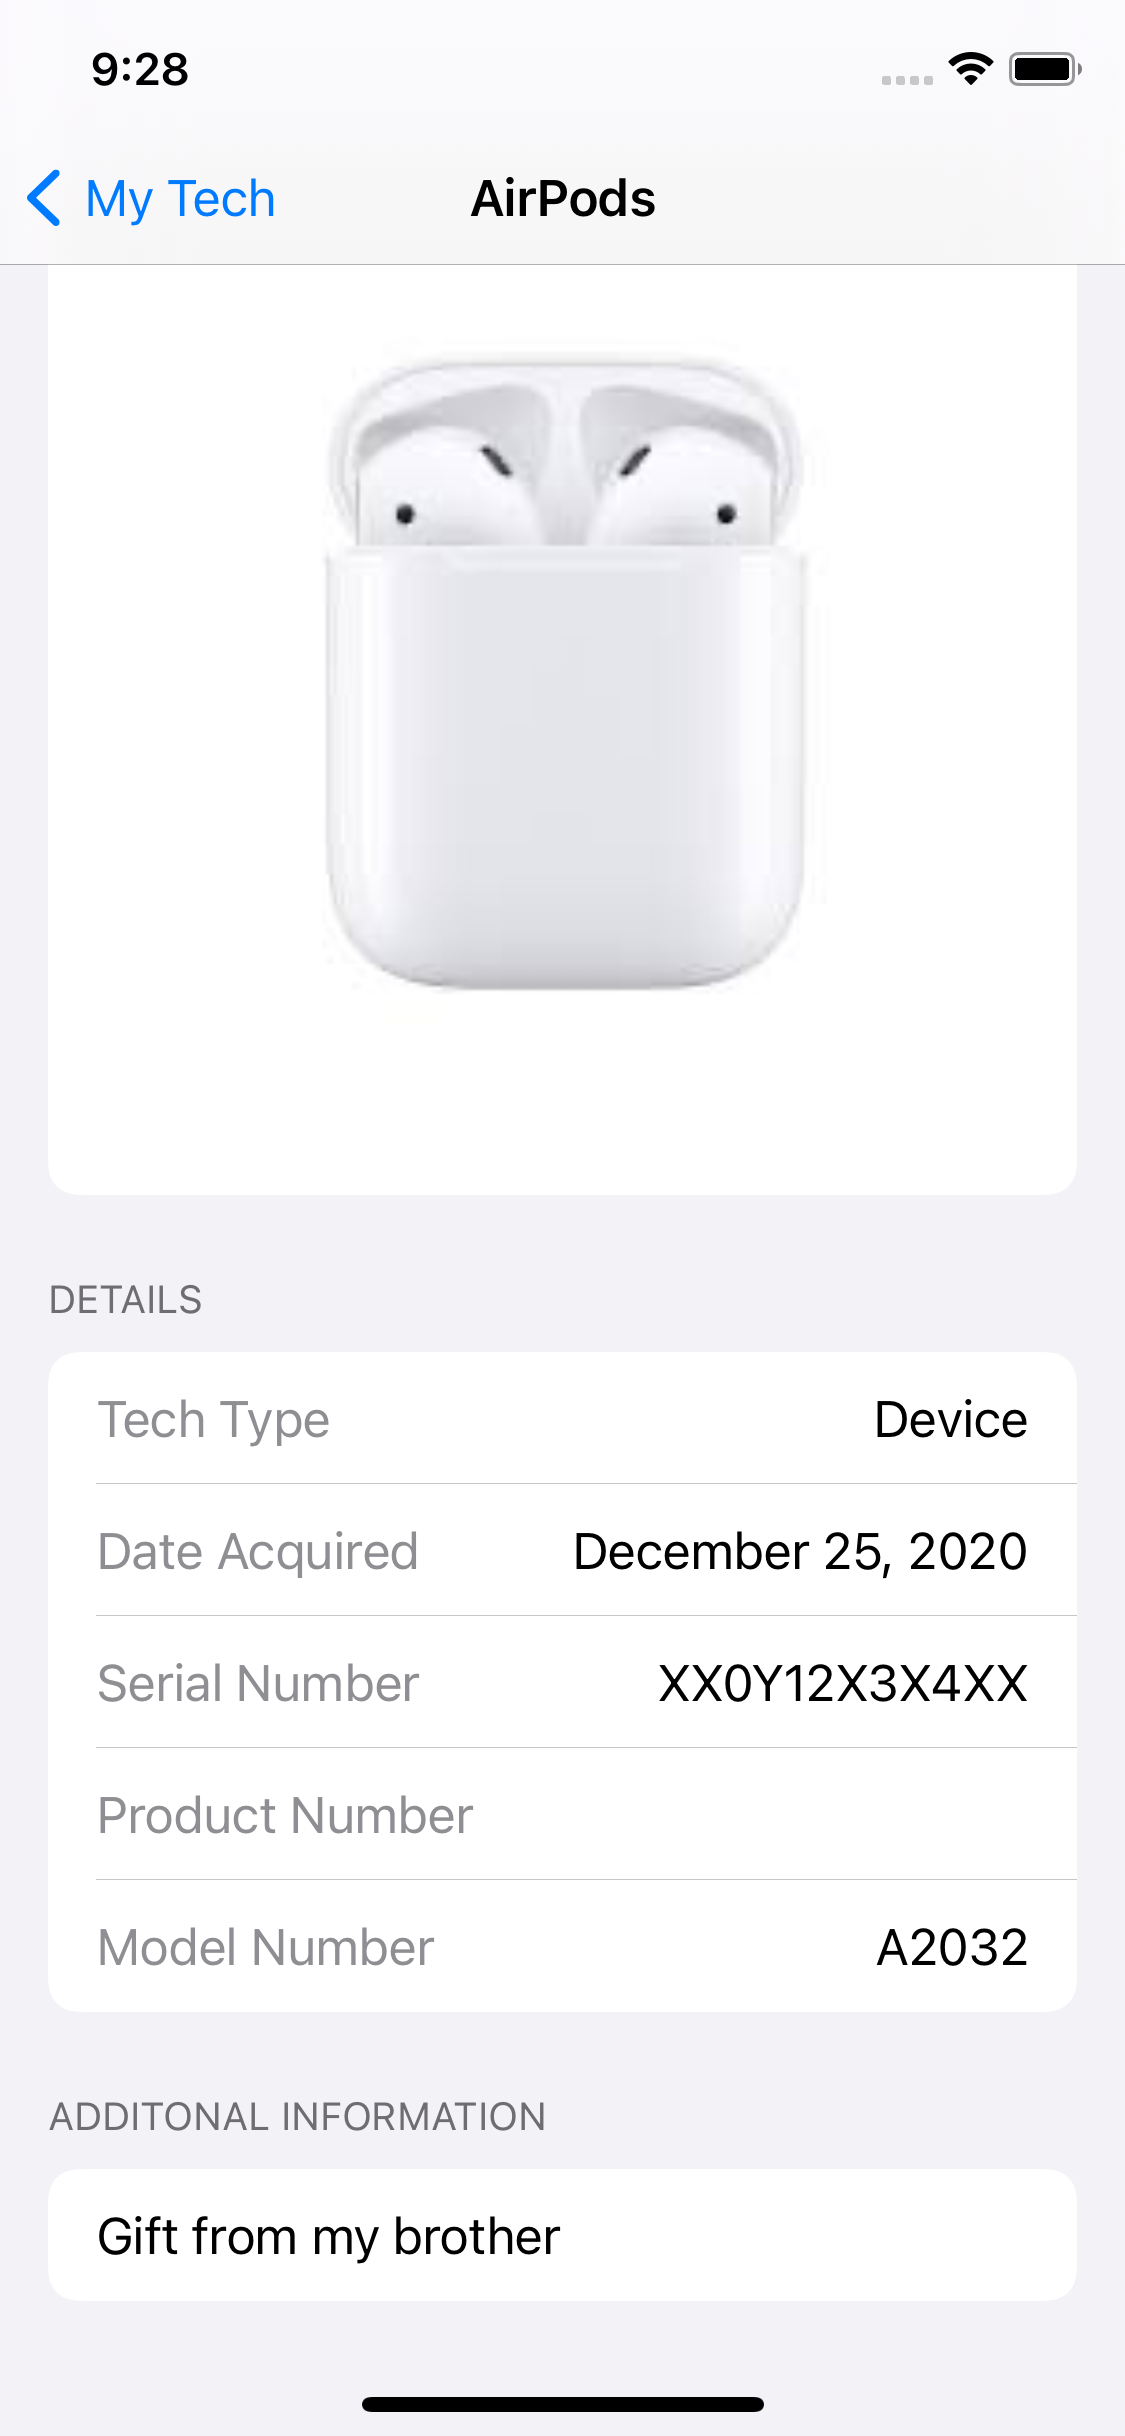 9:28
My Tech
AirPods
DETAILS
Tech Type Device
Date Acquired December 25, 2020
Serial Number XX0Y12X3X4XX
Product Number
Model Number A2032
ADDITONAL INFORMATION
Gift from my brother